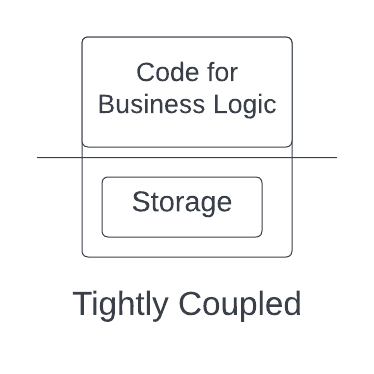 Code for
Business Logic
Storage
Tightly Coupled